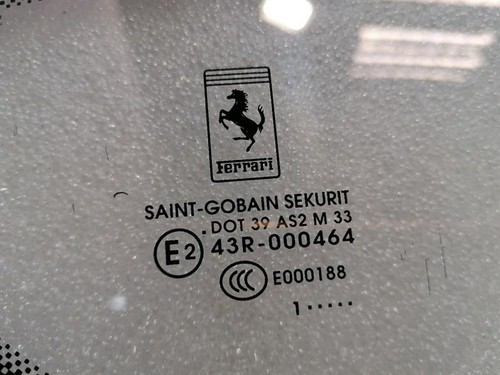 Ferrari
SAINT-GOBAIN SEKURIT
.DOT 39 AS2 M 33
E2 43R-000464
CCC E000188
1·····